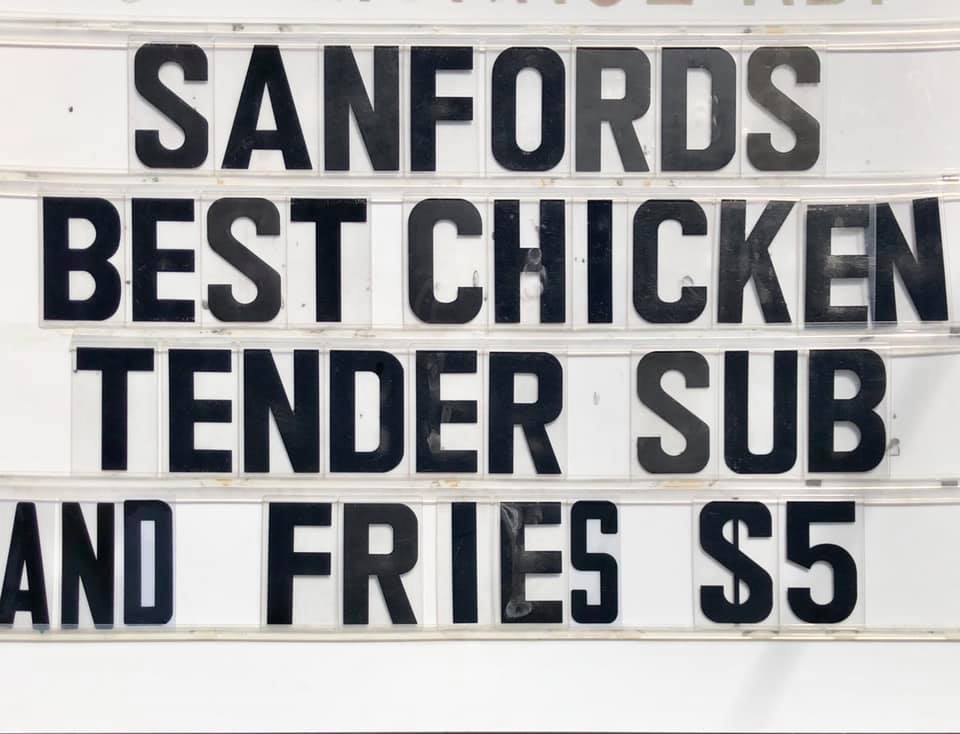 SANFORDS
BEST CHICKEN
TENDER SUB
AND FRIES $5